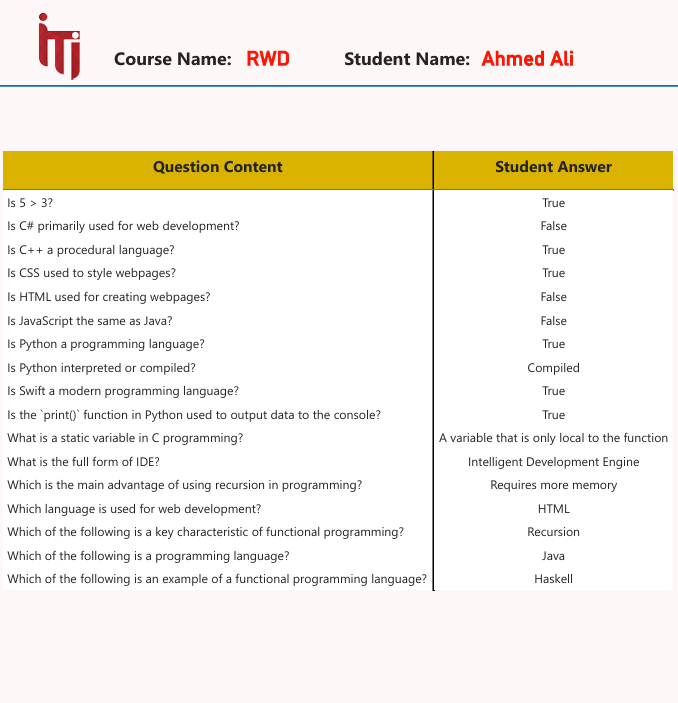 iTi
Course Name: RWD Student Name: Ahmed Ali
Question Content Student Answer
Is 5 > 3? True
Is C# primarily used for web development? False
Is C++ a procedural language? True
Is CSS used to style webpages? True
Is HTML used for creating webpages? False
Is JavaScript the same as Java? False
Is Python a programming language? True
Is Python interpreted or compiled? Compiled
Is Swift a modern programming language? True
Is the `print()` function in Python used to output data to the console? True
What is a static variable in C programming? A variable that is only local to the function
What is the full form of IDE? Intelligent Development Engine
Which is the main advantage of using recursion in programming? Requires more memory
Which language is used for web development? HTML
Which of the following is a key characteristic of functional programming? Recursion
Which of the following is a programming language? Java
Which of the following is an example of a functional programming language? Haskell